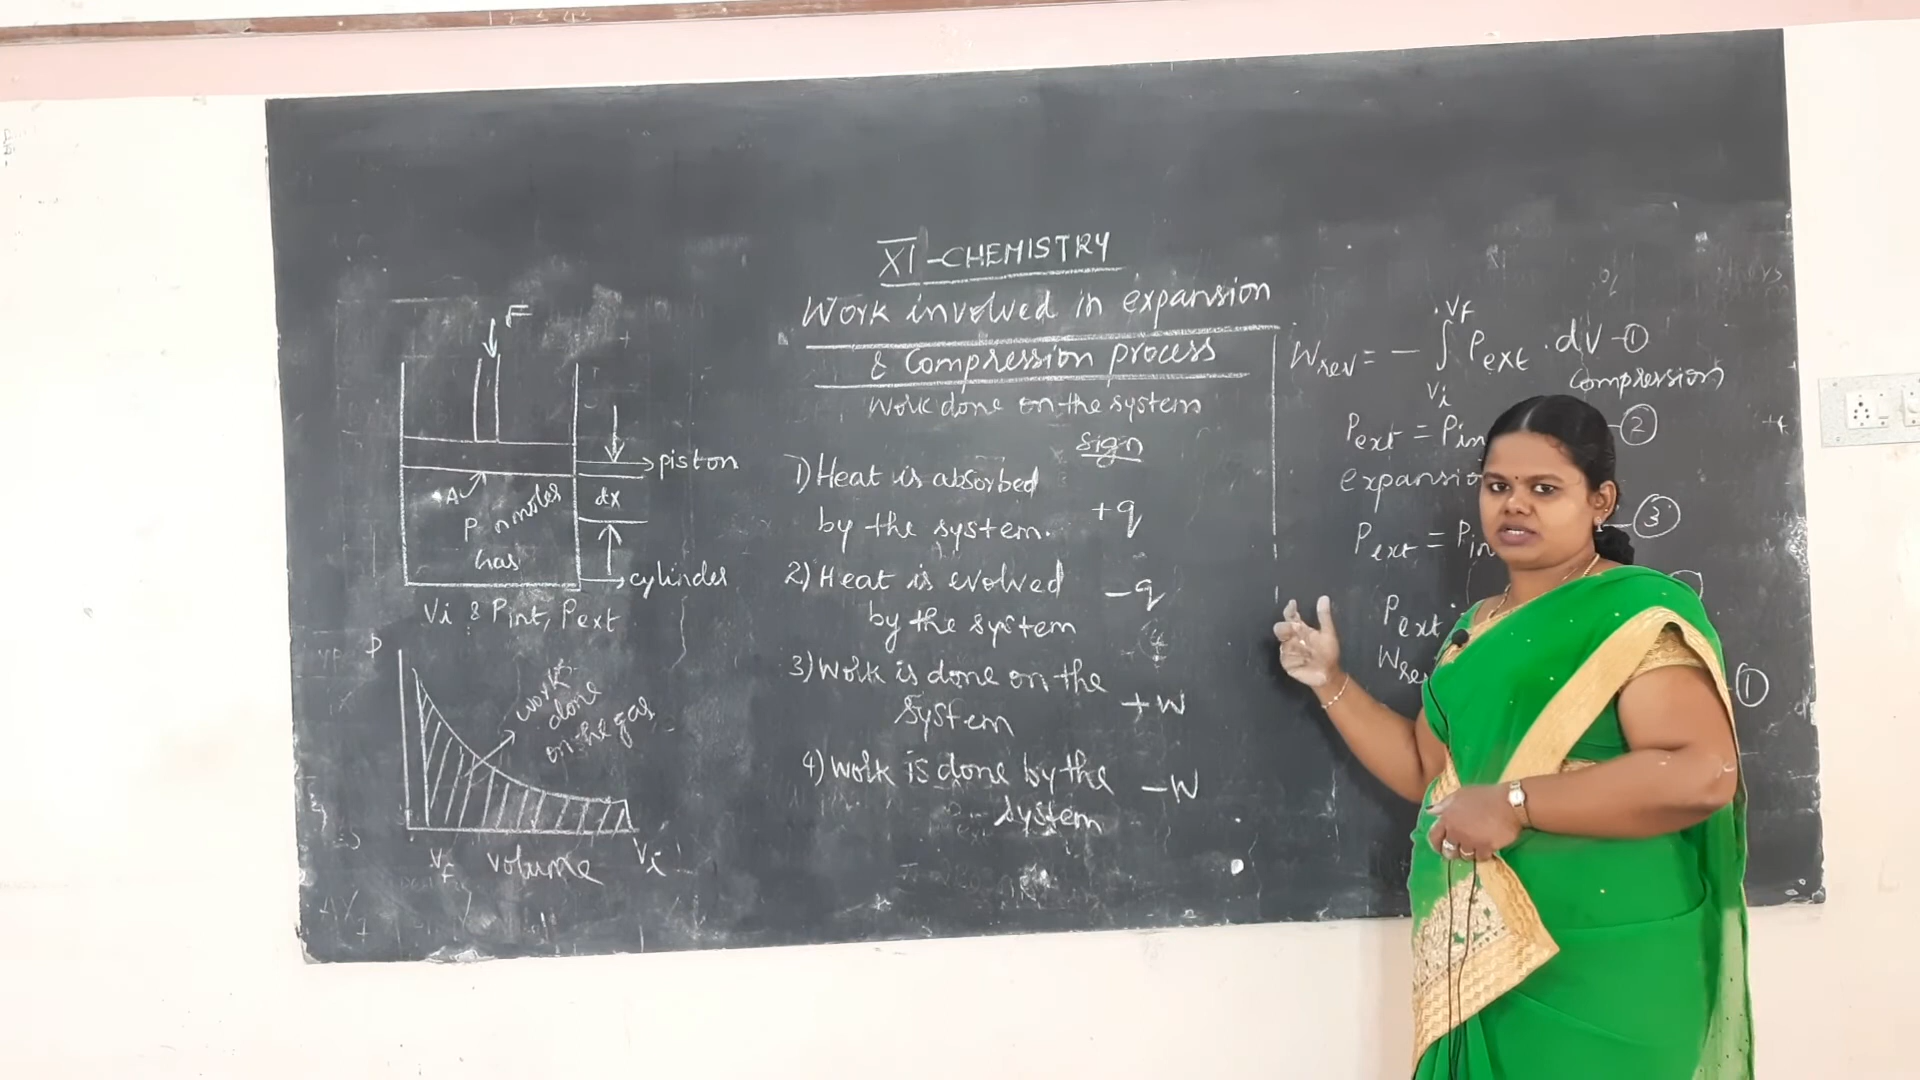 XI-CHEMISTRY
Work involved in expansion
& Compression process
Work done on the system
sign
1) Heat is absorbed
by the system.
+q
2) Heat is evolved
by the system
-q
3) Work is done on the
system
+W
4) Work is done by the
system
-W
F
piston
A
dx
P n moles
Gas
cylinder
Vi & Pint, Pext
P
work
done
on the gas
Vf volume Vi
Wrev = - ∫ Pext . dV - ①
Vf
Vi
Compression
Pext = Pin
②
expansio
Pext = Pin
③
Pext
Wrev
①